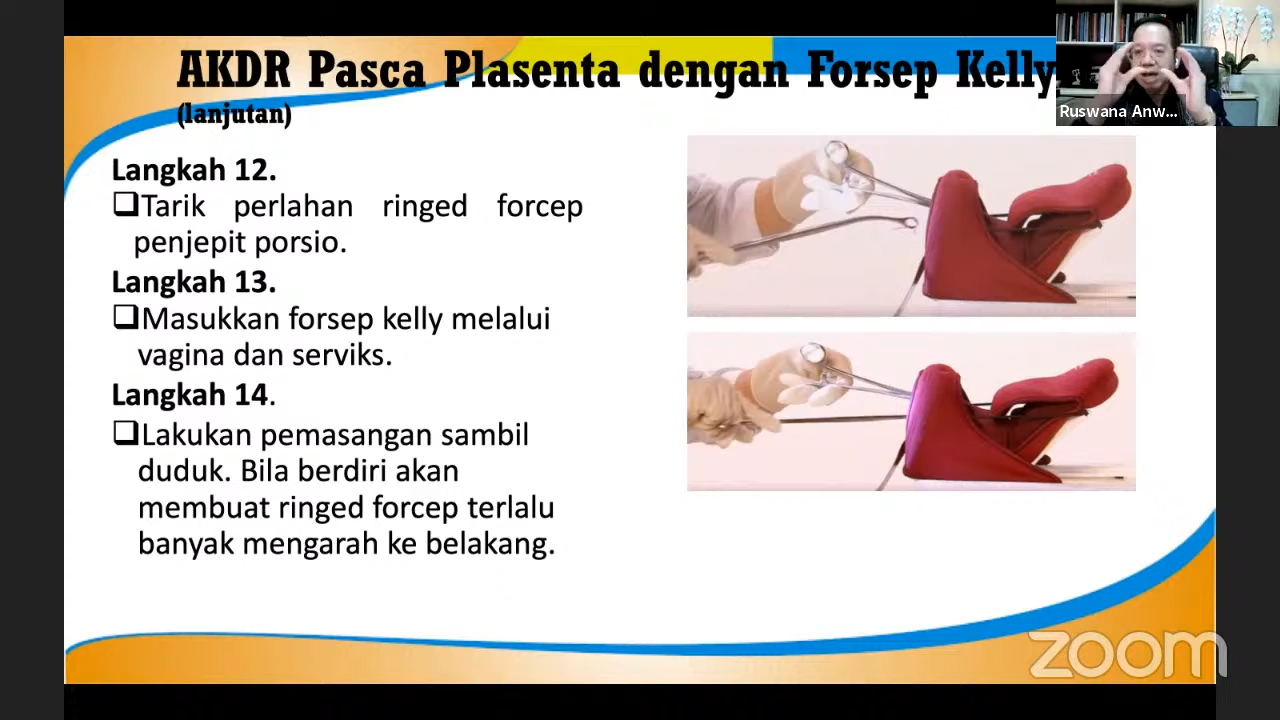 AKDR Pasca Plasenta dengan Forsep Kelly
(lanjutan)
Ruswana Anw...
Langkah 12.
Tarik perlahan ringed forcep
penjepit porsio.
Langkah 13.
Masukkan forsep kelly melalui
vagina dan serviks.
Langkah 14.
Lakukan pemasangan sambil
duduk. Bila berdiri akan
membuat ringed forcep terlalu
banyak mengarah ke belakang.
zoom